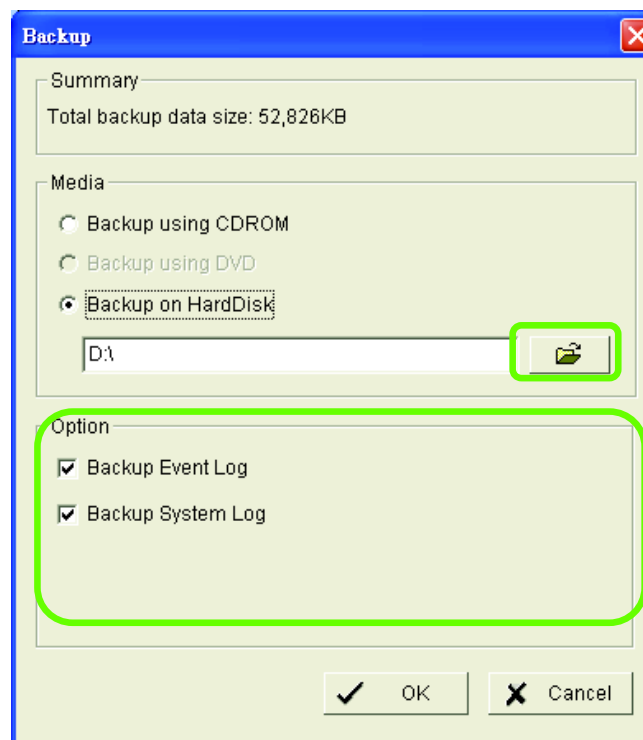 Backup
Summary
Total backup data size: 52,826KB
Media
Backup using CDROM
Backup using DVD
Backup on HardDisk
D:\
Option
Backup Event Log
Backup System Log
OK
Cancel